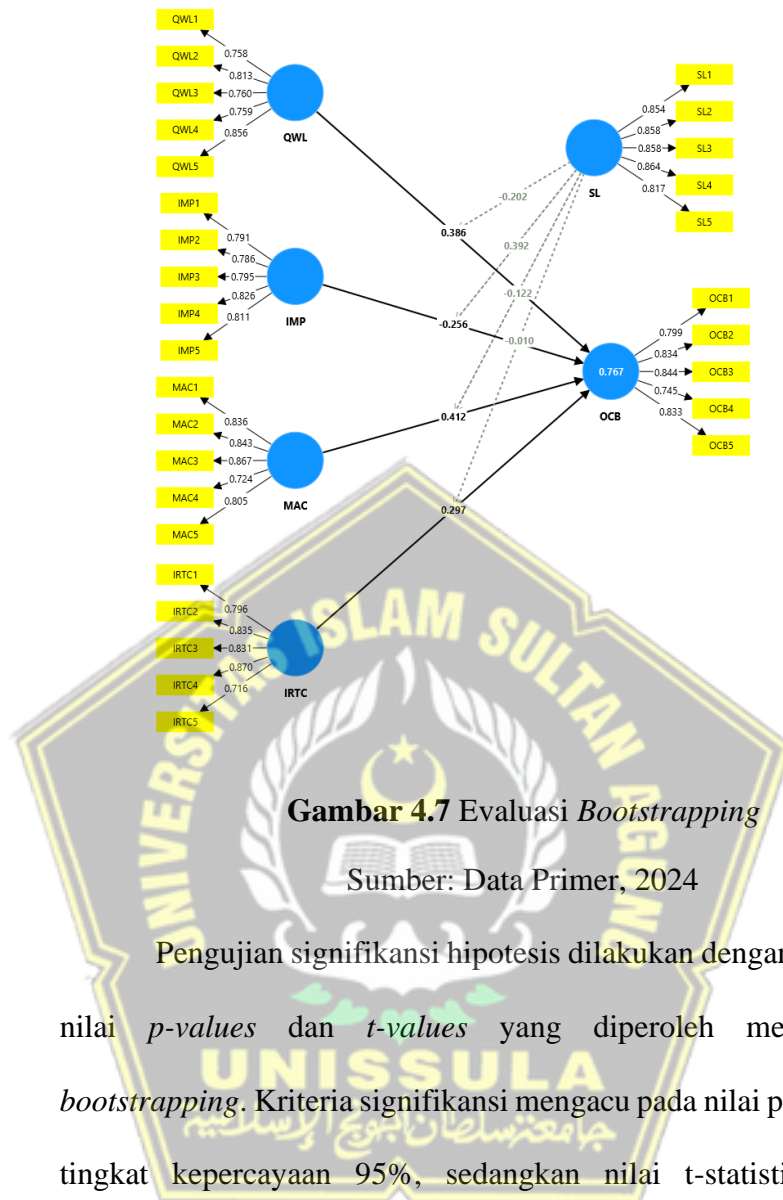 QWL1
QWL2
QWL3
QWL4
QWL5
0.758
0.813
0.760
0.759
0.856
QWL
SL1
SL2
SL3
SL4
SL5
0.854
0.858
0.858
0.864
0.817
SL
IMP1
IMP2
IMP3
IMP4
IMP5
0.791
0.786
0.795
0.826
0.811
IMP
-0.202
0.386
0.392
-0.122
-0.256
-0.010
0.412
0.297
OCB1
OCB2
OCB3
OCB4
OCB5
0.799
0.834
0.844
0.745
0.833
0.767
OCB
MAC1
MAC2
MAC3
MAC4
MAC5
0.836
0.843
0.867
0.724
0.805
MAC
IRTC1
IRTC2
IRTC3
IRTC4
IRTC5
0.796
0.835
0.831
0.870
0.716
IRTC
UNIVERSITAS ISLAM SULTAN AGUNG
Gambar 4.7 Evaluasi Bootstrapping
Sumber: Data Primer, 2024
Pengujian signifikansi hipotesis dilakukan dengan
nilai p-values dan t-values yang diperoleh me
bootstrapping. Kriteria signifikansi mengacu pada nilai p
tingkat kepercayaan 95%, sedangkan nilai t-statisti
UNISSULA
جامعتسلطان أجونج الإسلامية